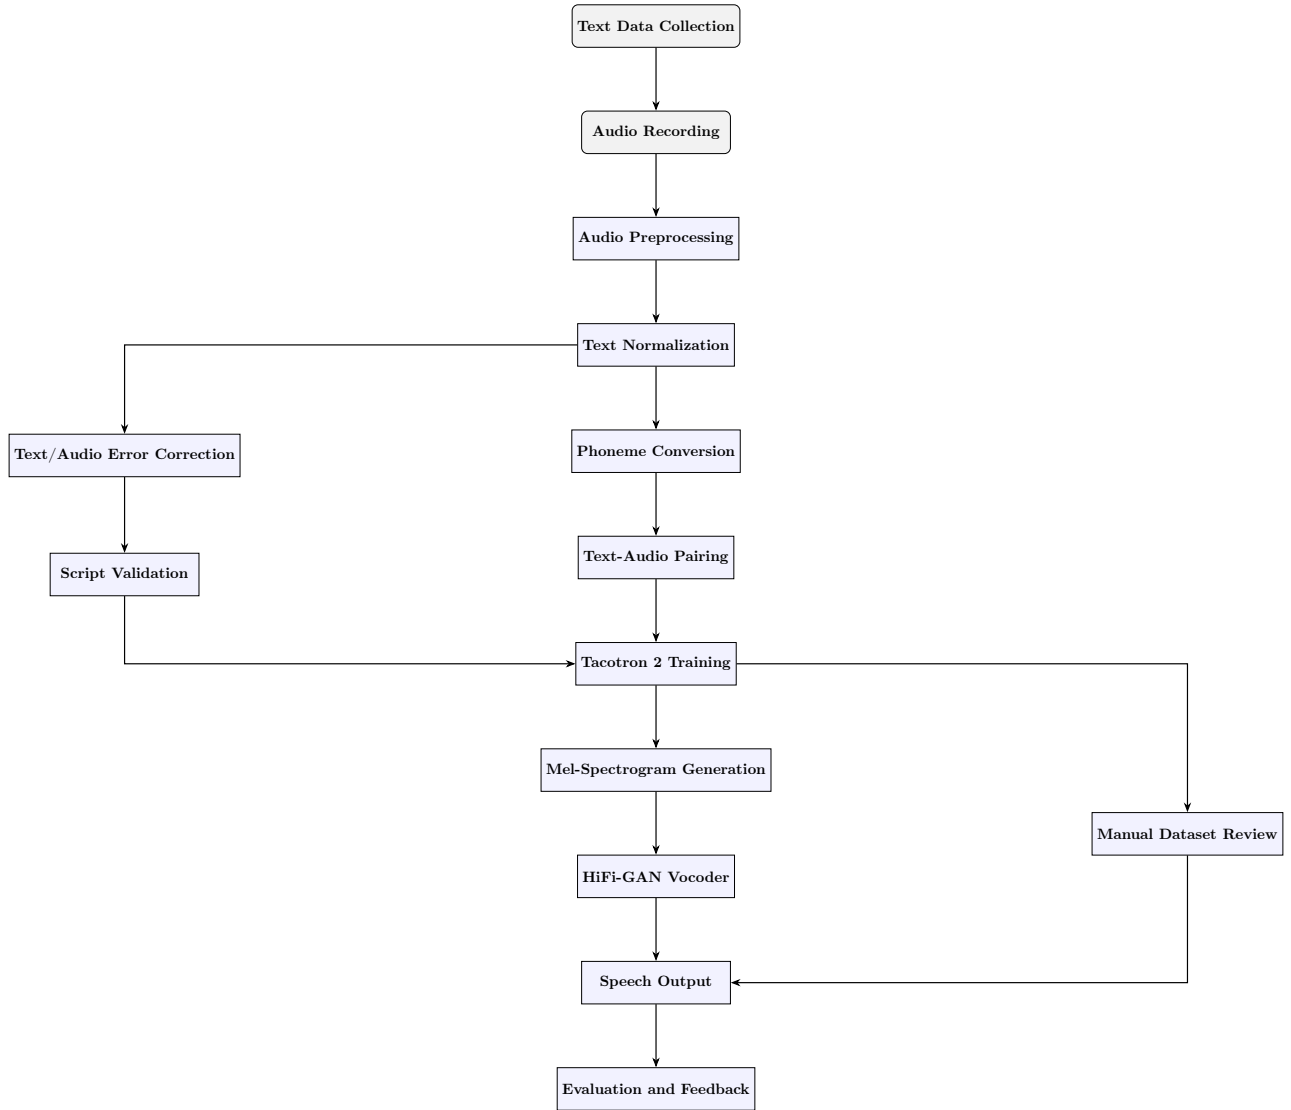 Text Data Collection
Audio Recording
Audio Preprocessing
Text Normalization
Phoneme Conversion
Text/Audio Error Correction
Text-Audio Pairing
Script Validation
Tacotron 2 Training
Mel-Spectrogram Generation
Manual Dataset Review
HiFi-GAN Vocoder
Speech Output
Evaluation and Feedback